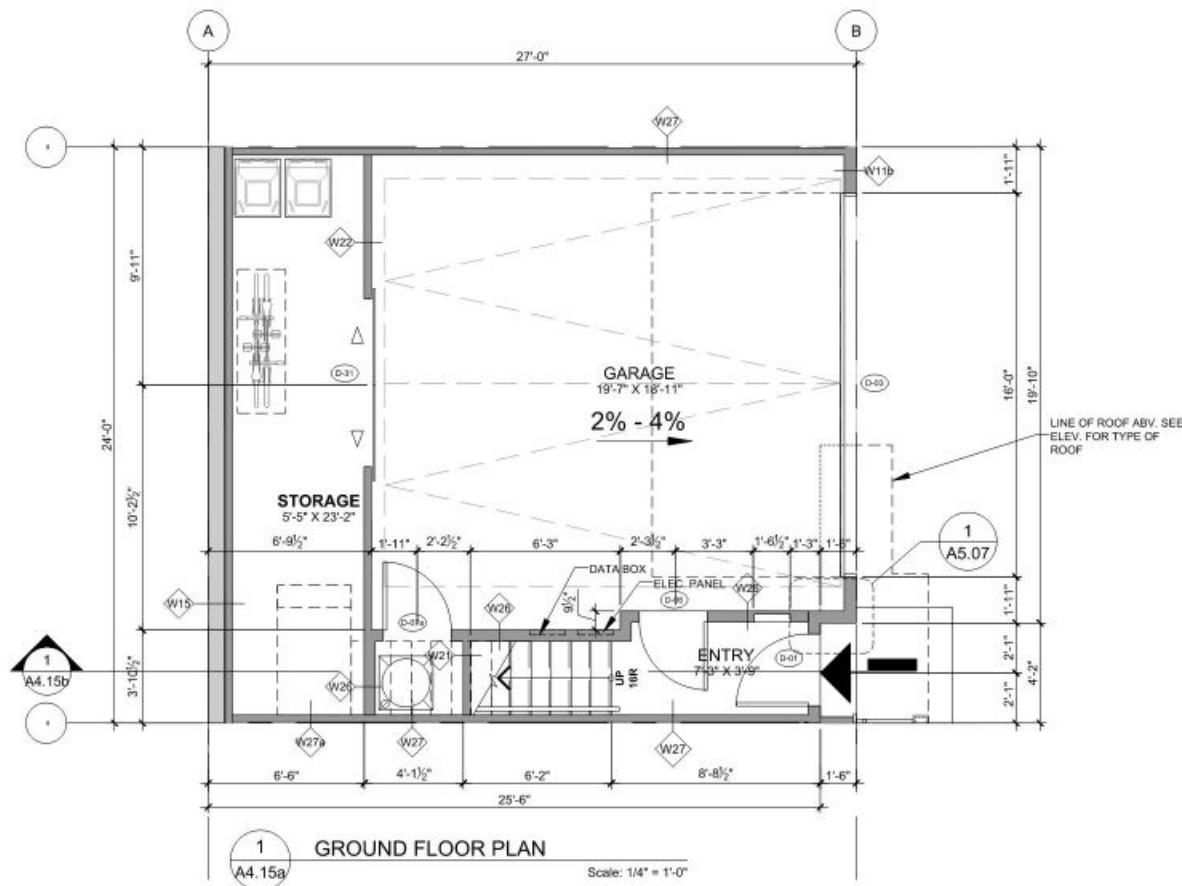 A
B
27'-0"
W27
1'-11"
W11b
W22
9'-11"
24'-0"
D-31
GARAGE
19'-7" X 18'-11"
D-03
2% - 4%
16'-0"
19'-10"
LINE OF ROOF ABV. SEE
ELEV. FOR TYPE OF
ROOF
STORAGE
5'-5" X 23'-2"
10'-2½"
6'-9½"
1'-11"
2'-2½"
6'-3"
2'-3½"
3'-3"
1'-6½"
1'-3"
1'-6"
1
A5.07
DATA BOX
ELEC. PANEL
W15
W26
9½"
D-07a
1'-11"
1
A4.15b
3'-10½"
W21
UP
16R
ENTRY
7'-3" X 3'-9"
D-01
2'-1"
4'-2"
2'-1"
W27a
W27
W27
6'-6"
4'-1½"
6'-2"
8'-8½"
1'-6"
25'-6"
1
A4.15a
GROUND FLOOR PLAN
Scale: 1/4" = 1'-0"